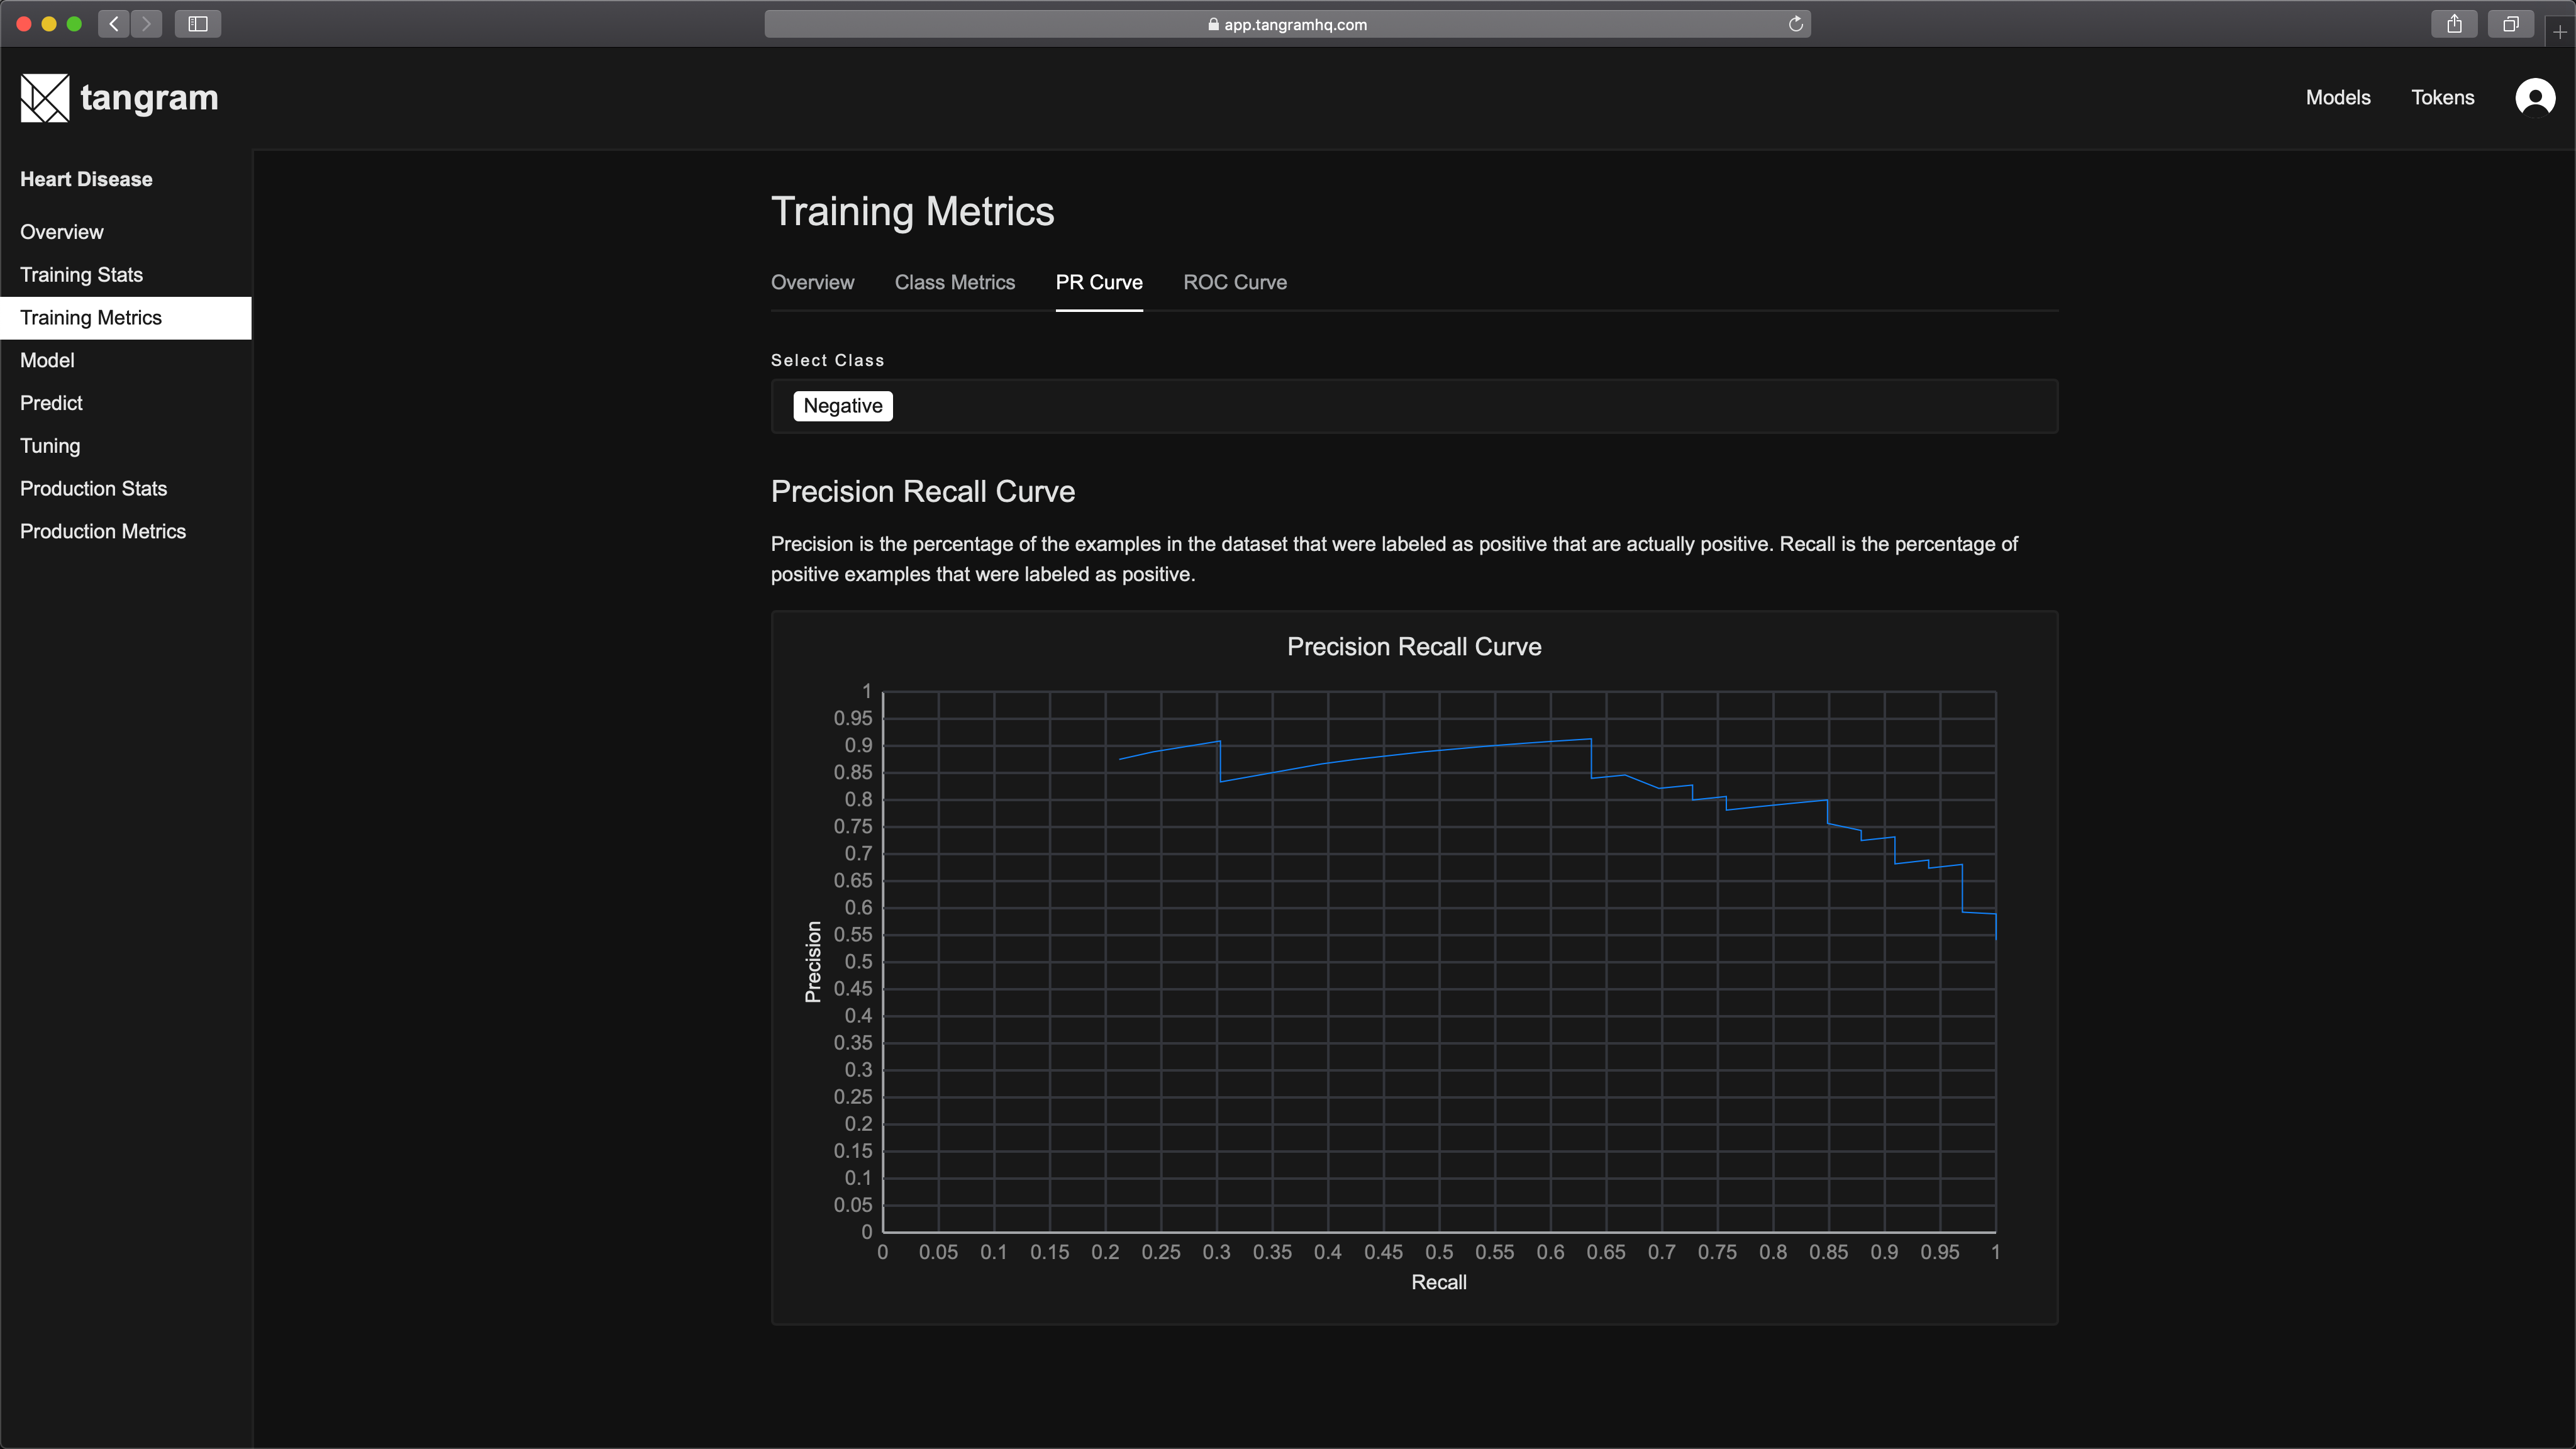 app.tangramhq.com
tangram
Models
Tokens
Heart Disease
Overview
Training Stats
Training Metrics
Model
Predict
Tuning
Production Stats
Production Metrics
Training Metrics
Overview
Class Metrics
PR Curve
ROC Curve
Select Class
Negative
Precision Recall Curve
Precision is the percentage of the examples in the dataset that were labeled as positive that are actually positive. Recall is the percentage of
positive examples that were labeled as positive.
Precision Recall Curve
1
0.95
0.9
0.85
0.8
0.75
0.7
0.65
0.6
0.55
0.5
0.45
0.4
0.35
0.3
0.25
0.2
0.15
0.1
0.05
0
Precision
0 0.05 0.1 0.15 0.2 0.25 0.3 0.35 0.4 0.45 0.5 0.55 0.6 0.65 0.7 0.75 0.8 0.85 0.9 0.95 1
Recall